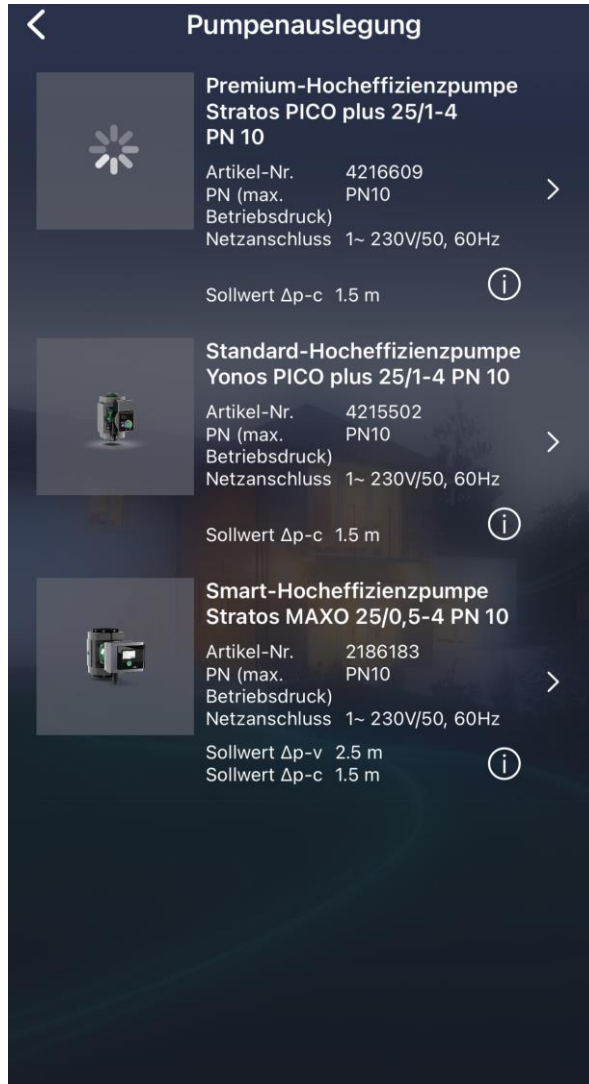 Pumpenauslegung
Premium-Hocheffizienzpumpe
Stratos PICO plus 25/1-4
PN 10
Artikel-Nr. 4216609
PN (max. PN10
Betriebsdruck)
Netzanschluss 1~ 230V/50, 60Hz
Sollwert Δp-c 1.5 m
Standard-Hocheffizienzpumpe
Yonos PICO plus 25/1-4 PN 10
Artikel-Nr. 4215502
PN (max. PN10
Betriebsdruck)
Netzanschluss 1~ 230V/50, 60Hz
Sollwert Δp-c 1.5 m
Smart-Hocheffizienzpumpe
Stratos MAXO 25/0,5-4 PN 10
Artikel-Nr. 2186183
PN (max. PN10
Betriebsdruck)
Netzanschluss 1~ 230V/50, 60Hz
Sollwert Δp-v 2.5 m
Sollwert Δp-c 1.5 m